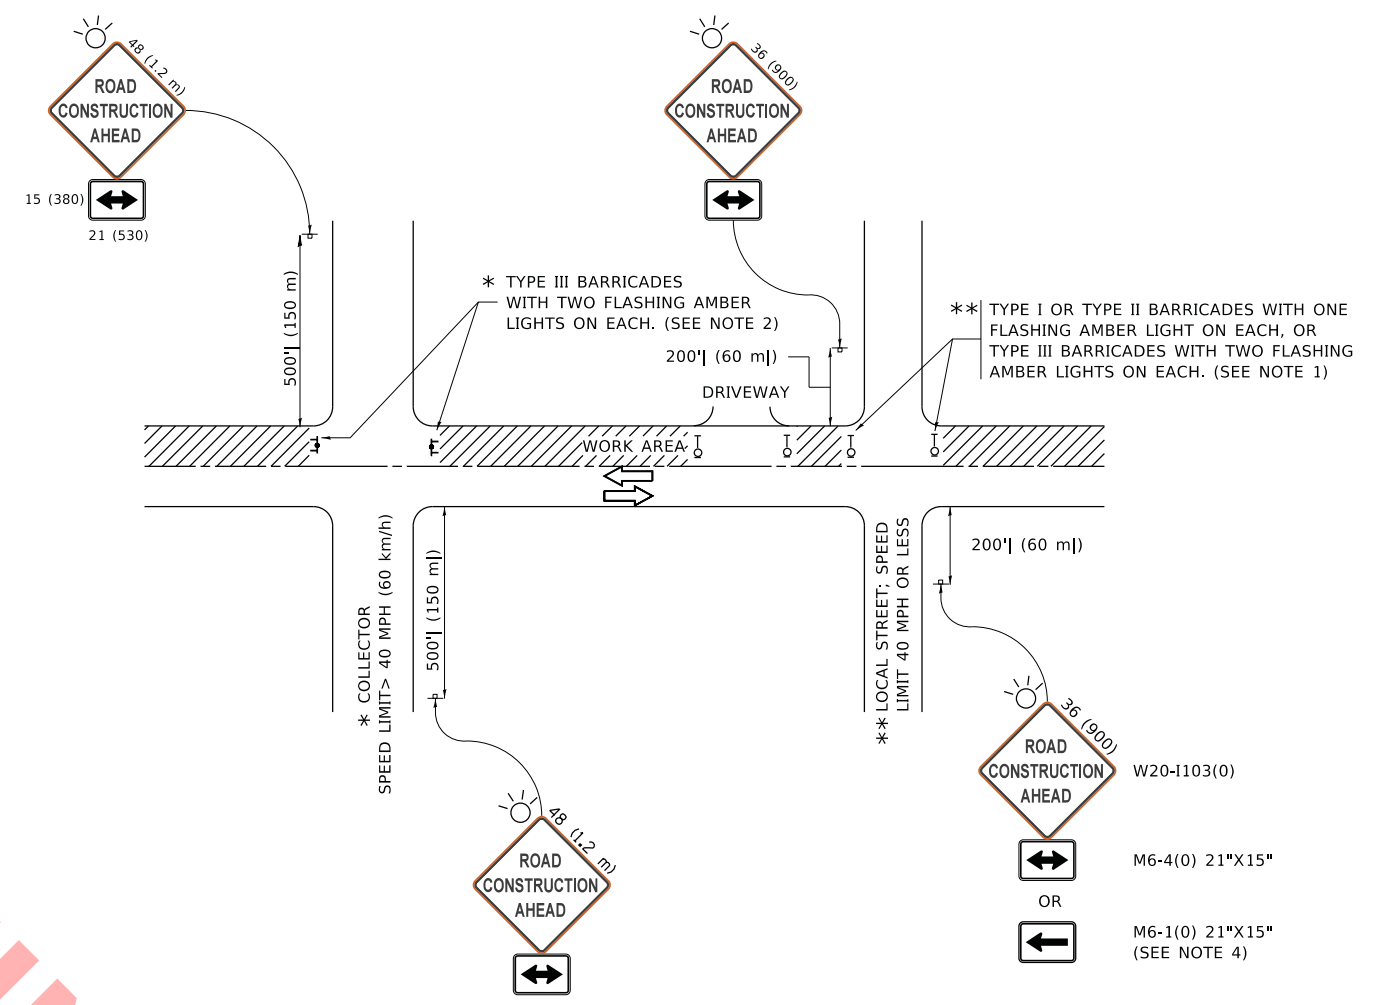 48 (1.2 m)
ROAD
CONSTRUCTION
AHEAD
15 (380)
21 (530)
36 (900)
ROAD
CONSTRUCTION
AHEAD
500'| (150 m)
* TYPE III BARRICADES
WITH TWO FLASHING AMBER
LIGHTS ON EACH. (SEE NOTE 2)
200'| (60 m|)
DRIVEWAY
** TYPE I OR TYPE II BARRICADES WITH ONE
FLASHING AMBER LIGHT ON EACH, OR
TYPE III BARRICADES WITH TWO FLASHING
AMBER LIGHTS ON EACH. (SEE NOTE 1)
WORK AREA
* COLLECTOR
SPEED LIMIT> 40 MPH (60 km/h)
500'| (150 m|)
** LOCAL STREET; SPEED
LIMIT 40 MPH OR LESS
200'| (60 m|)
48 (1.2 m)
ROAD
CONSTRUCTION
AHEAD
36 (900)
ROAD
CONSTRUCTION
AHEAD
W20-I103(0)
M6-4(0) 21"X15"
OR
M6-1(0) 21"X15"
(SEE NOTE 4)